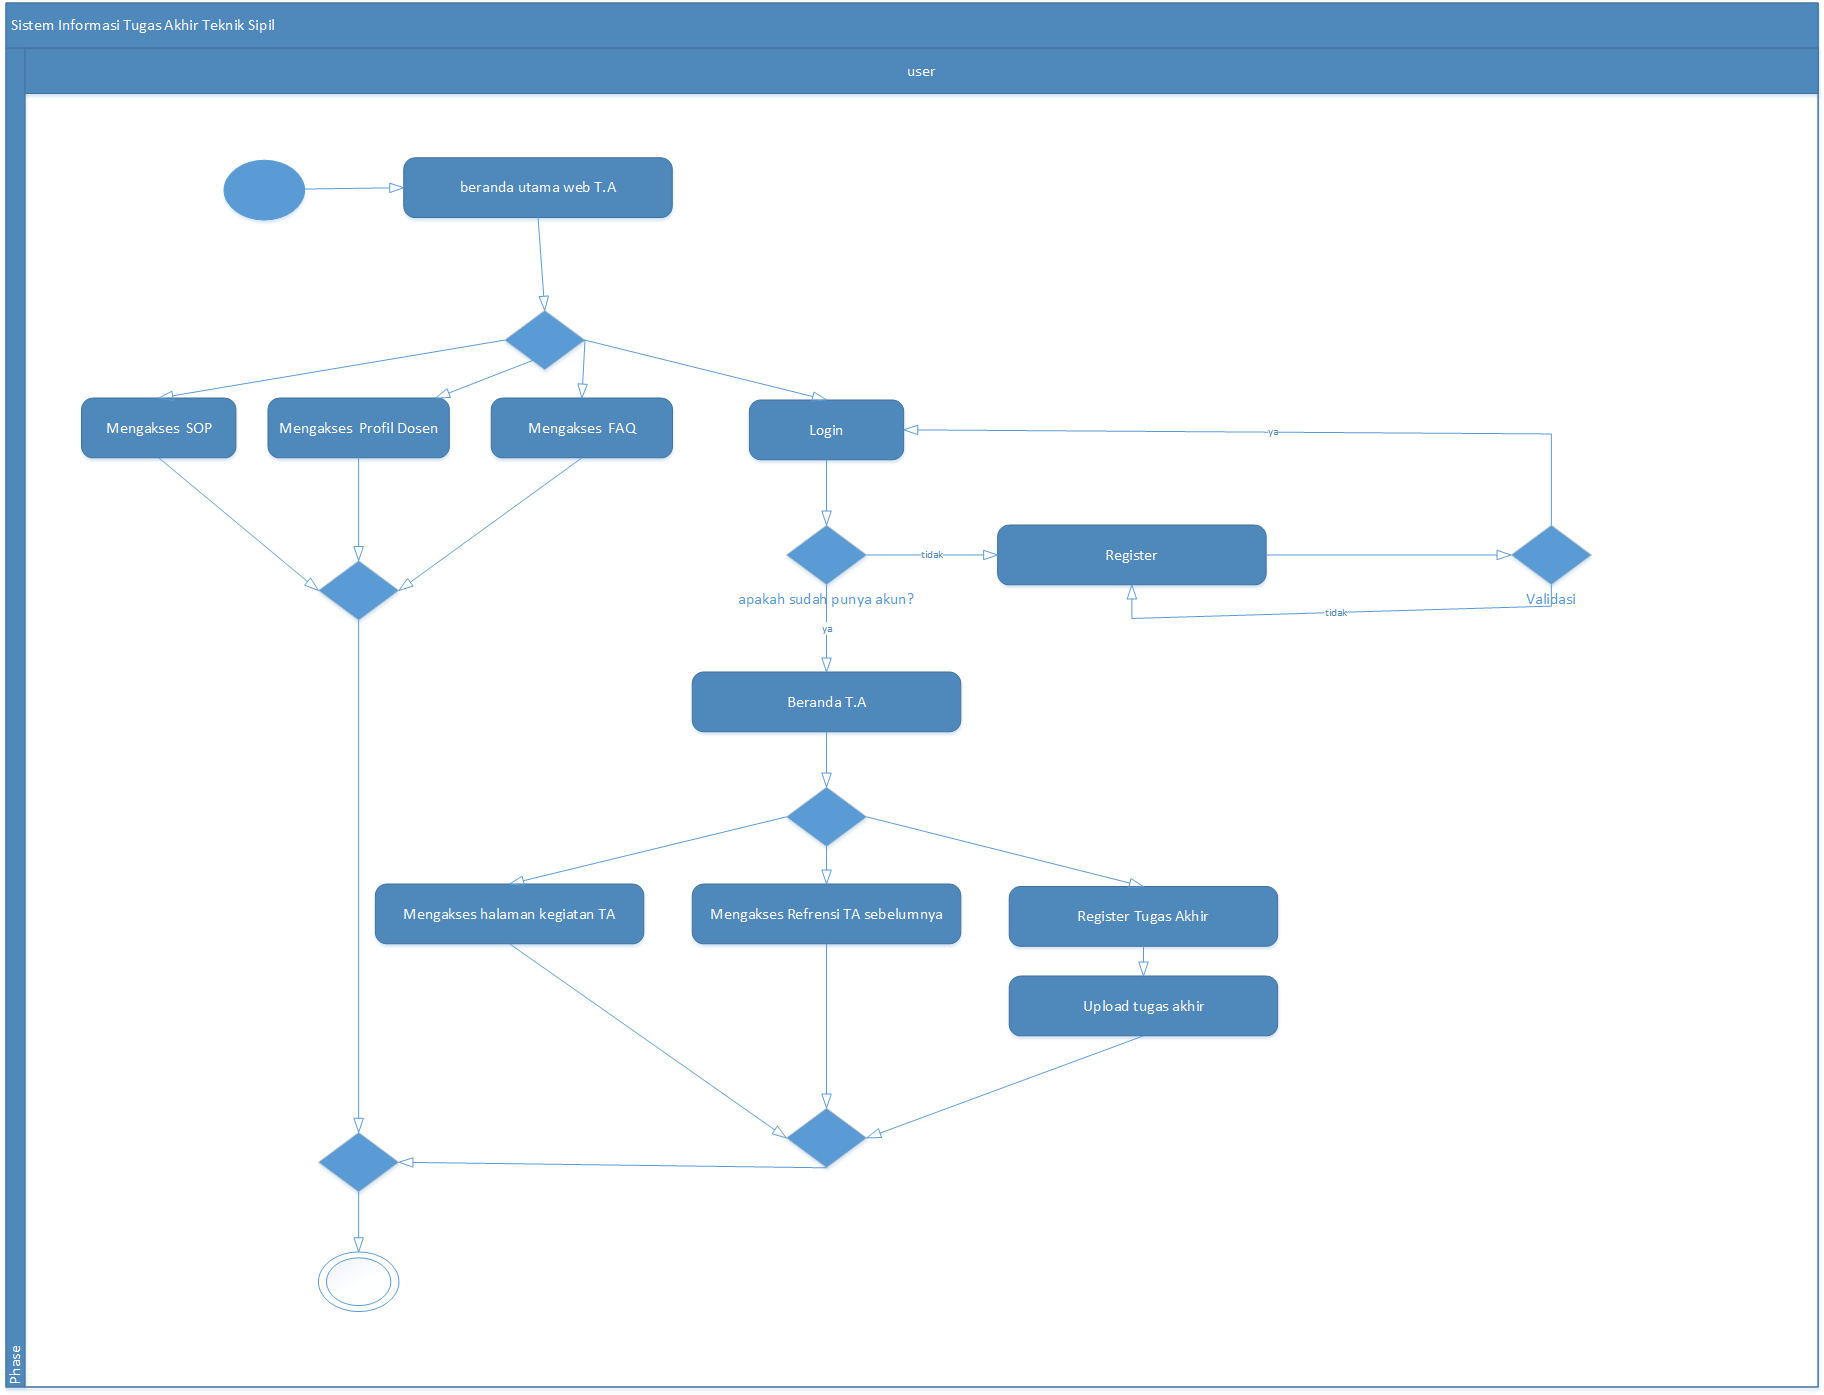 Sistem Informasi Tugas Akhir Teknik Sipil
user
beranda utama web T.A
Mengakses SOP
Mengakses Profil Dosen
Mengakses FAQ
Login
ya
tidak
Register
apakah sudah punya akun?
Validasi
tidak
ya
Beranda T.A
Mengakses halaman kegiatan TA
Mengakses Refrensi TA sebelumnya
Register Tugas Akhir
Upload tugas akhir
Phase